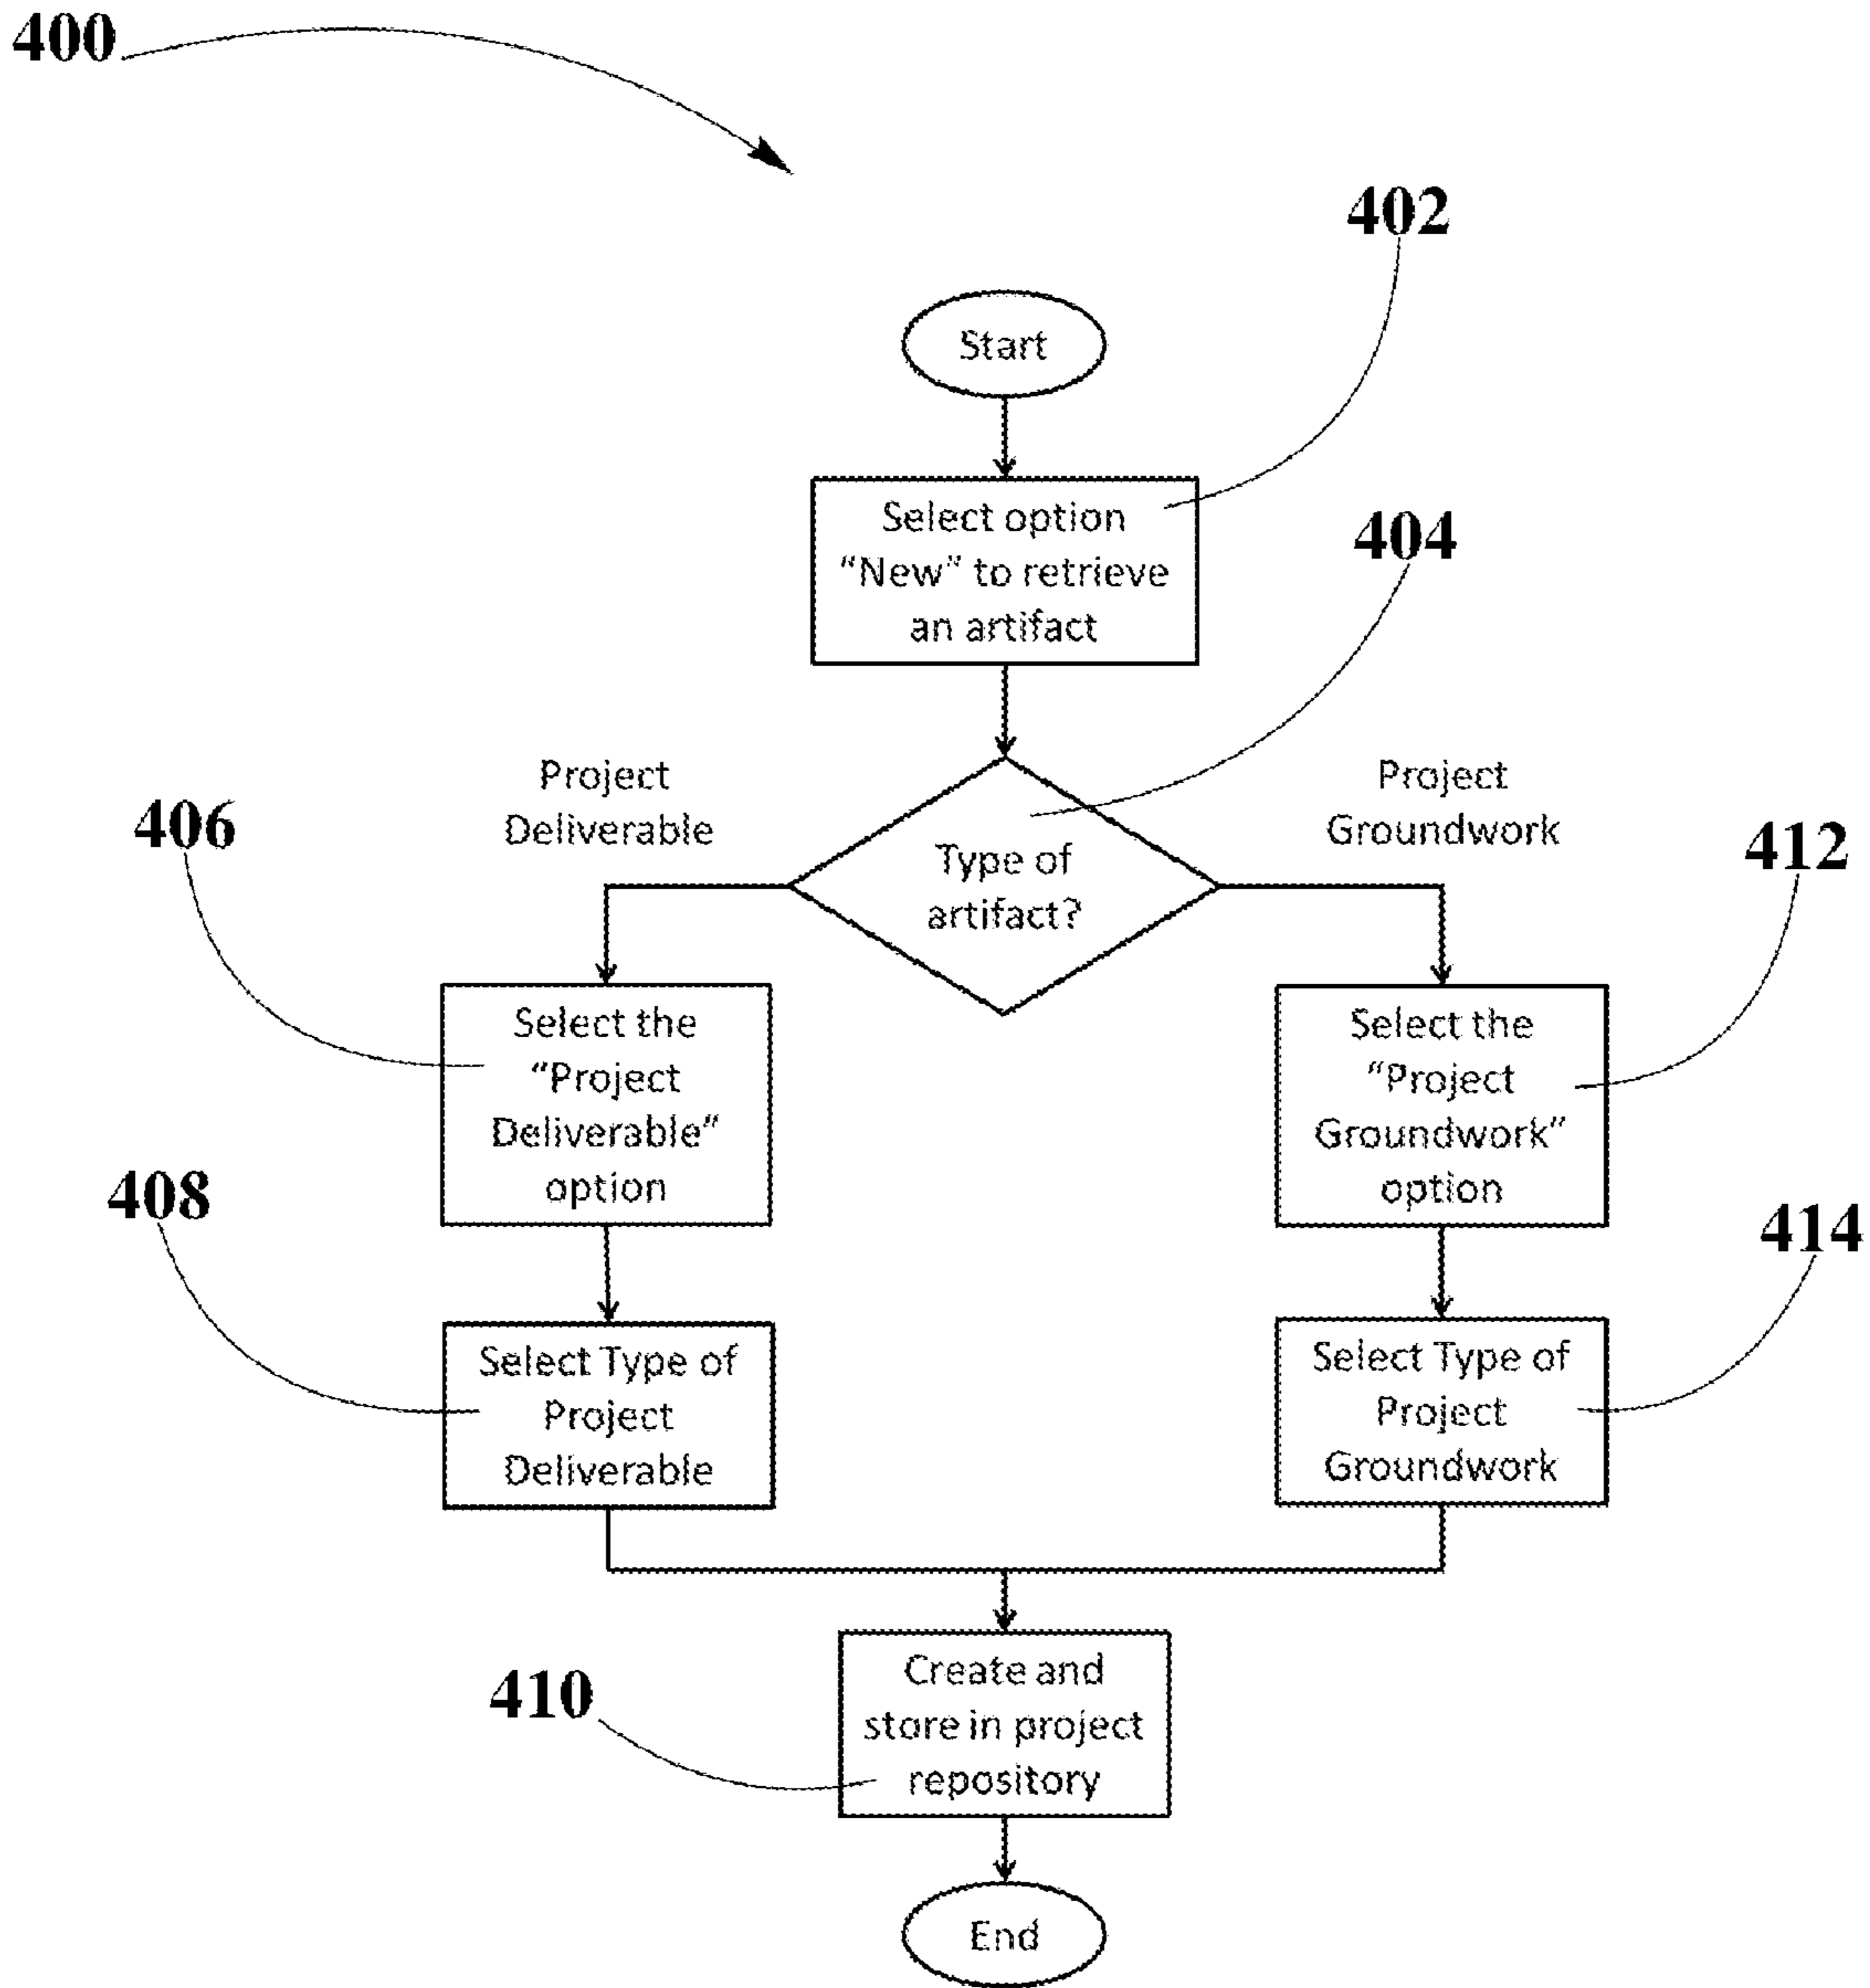 400
402
Start
Select option
“New” to retrieve
an artifact
404
Project
Deliverable
Project
Groundwork
406
412
Type of
artifact?
Select the
“Project
Deliverable”
option
Select the
“Project
Groundwork”
option
408
414
Select Type of
Project
Deliverable
Select Type of
Project
Groundwork
410
Create and
store in project
repository
End